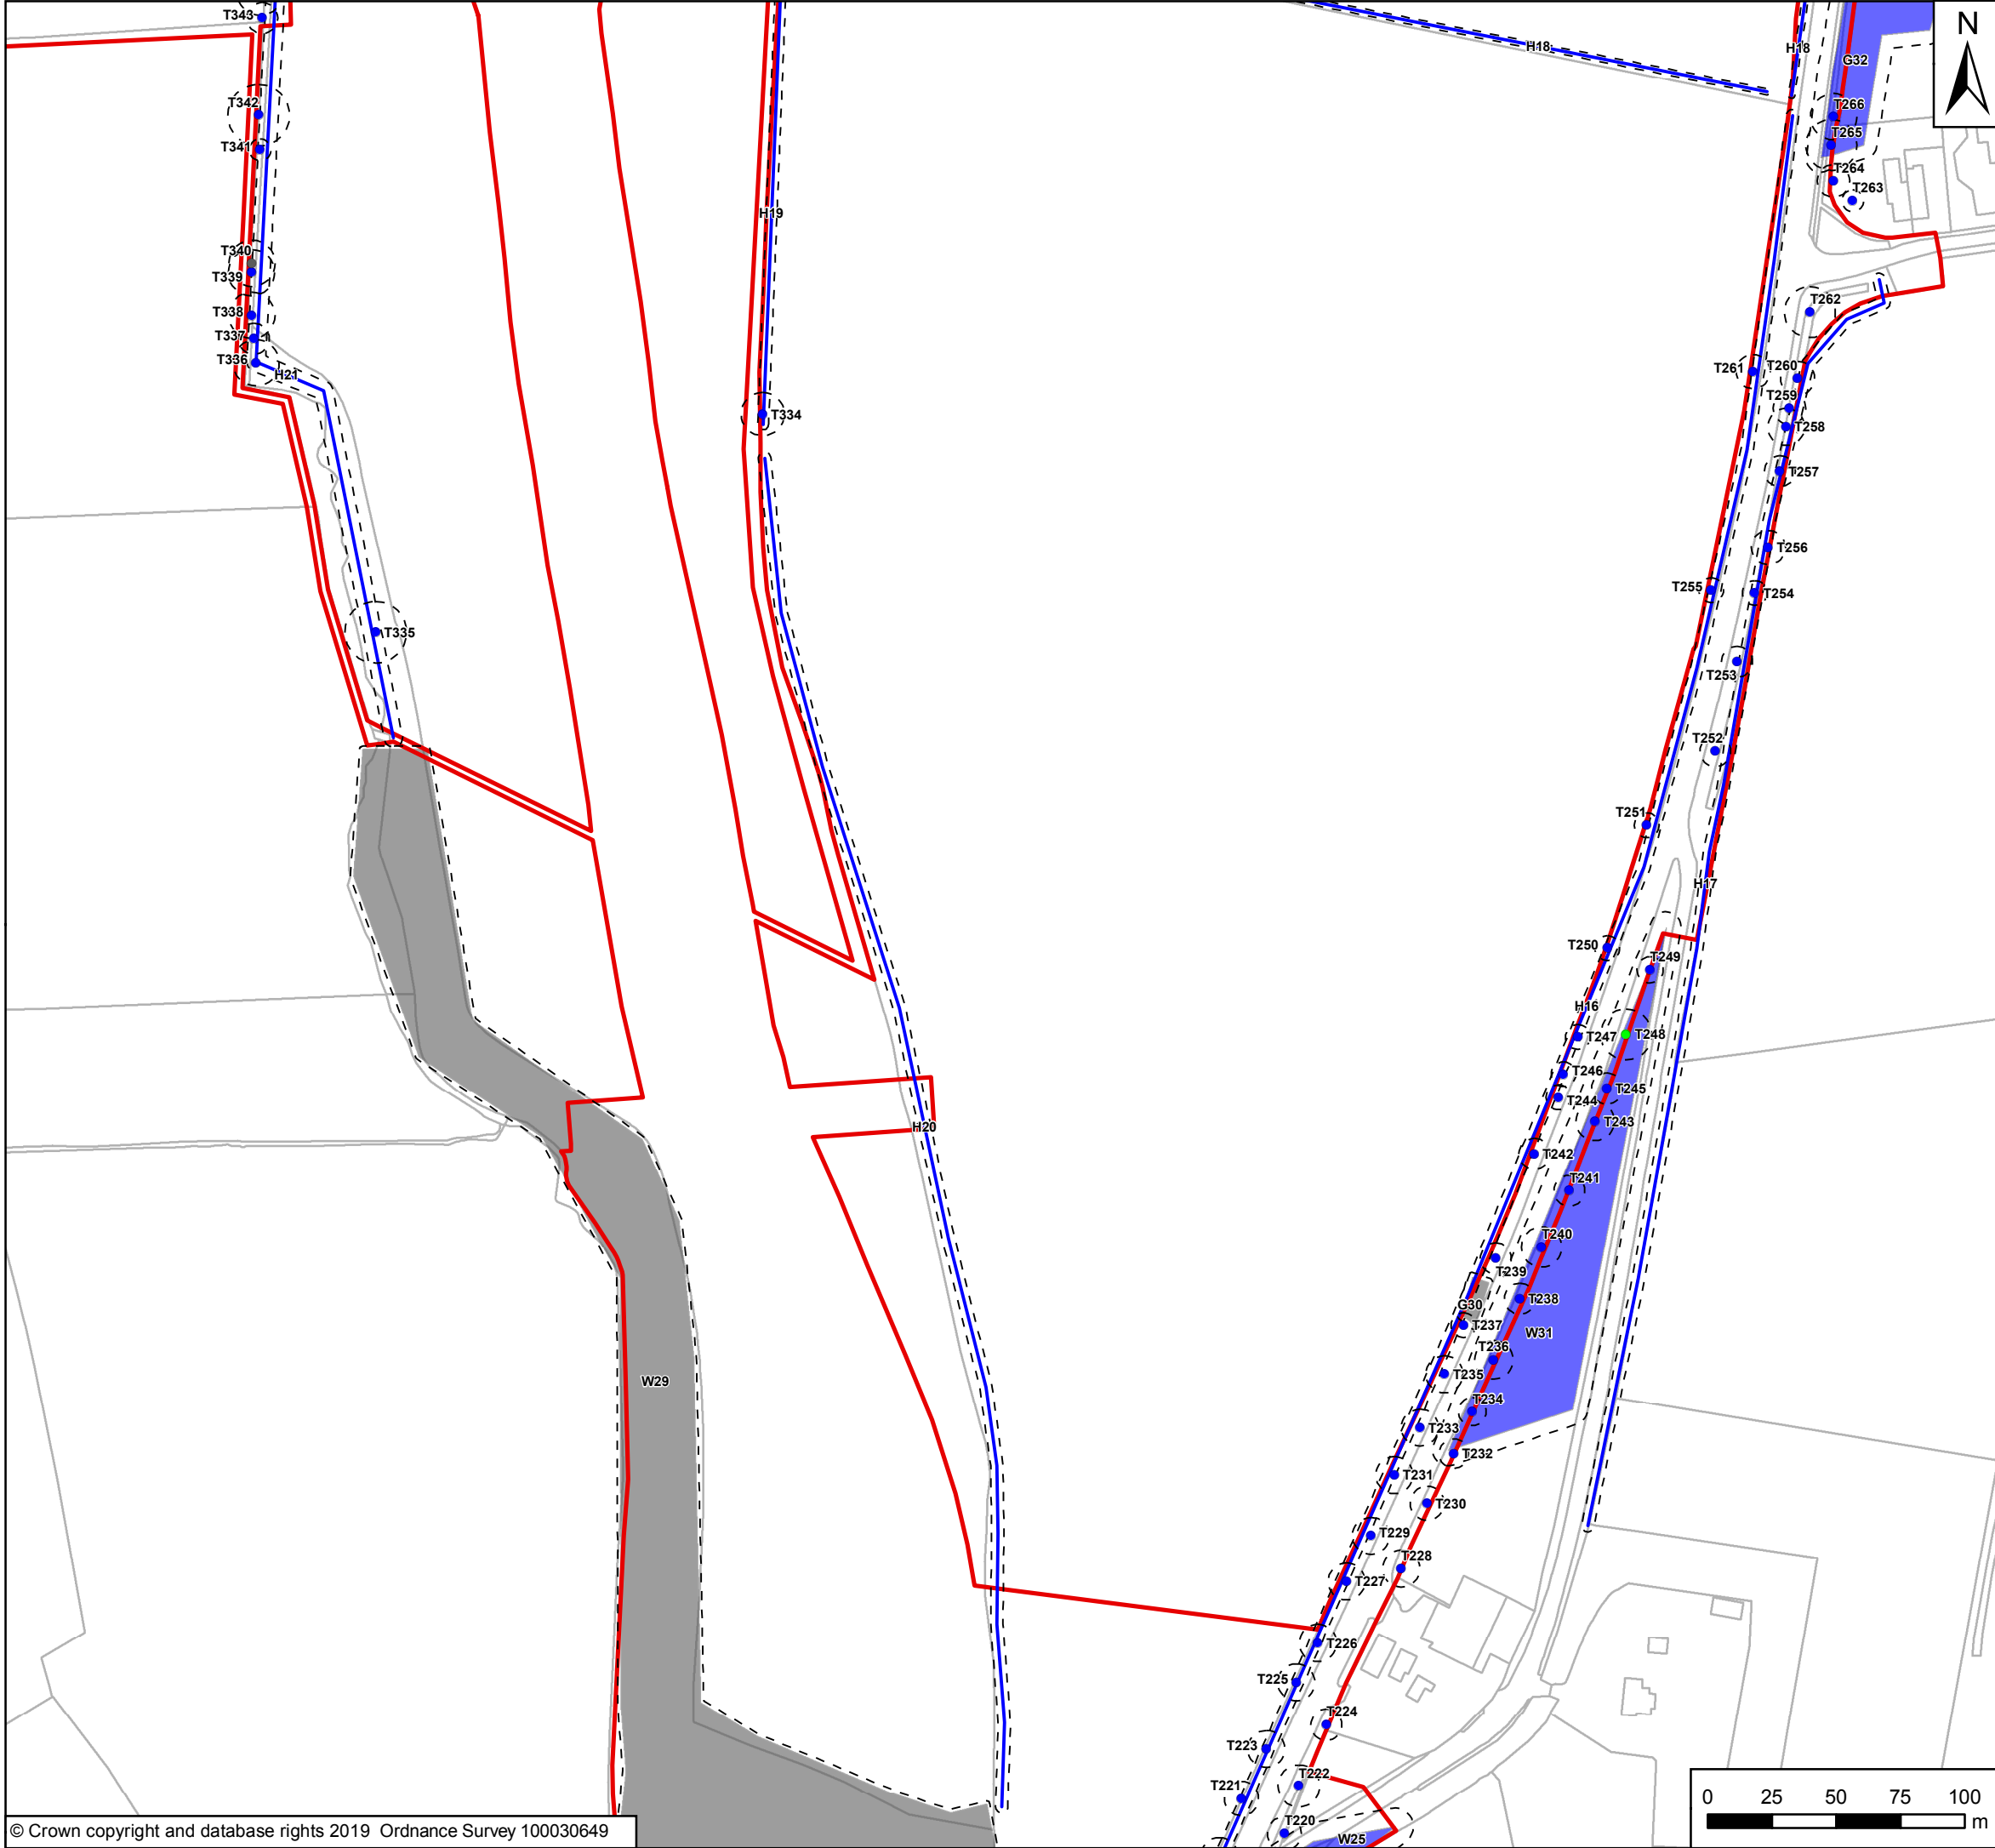 T343
H18
H18
N
G32
T342
T266
T341
T265
T264
T263
H19
T340
T339
T338
T262
T337
T336
H21
T261
T260
T259
T334
T258
T257
T256
T255
T254
T335
T253
T252
T251
H17
T250
T249
H16
T247
T248
T246
T245
T244
T243
H20
T242
T241
T240
T239
T238
G30
T237
W31
T236
T235
W29
T234
T233
T232
T231
T230
T229
T228
T227
T226
T225
T224
T223
T222
T221
T220
W25
0 25 50 75 100
m
© Crown copyright and database rights 2019 Ordnance Survey 100030649